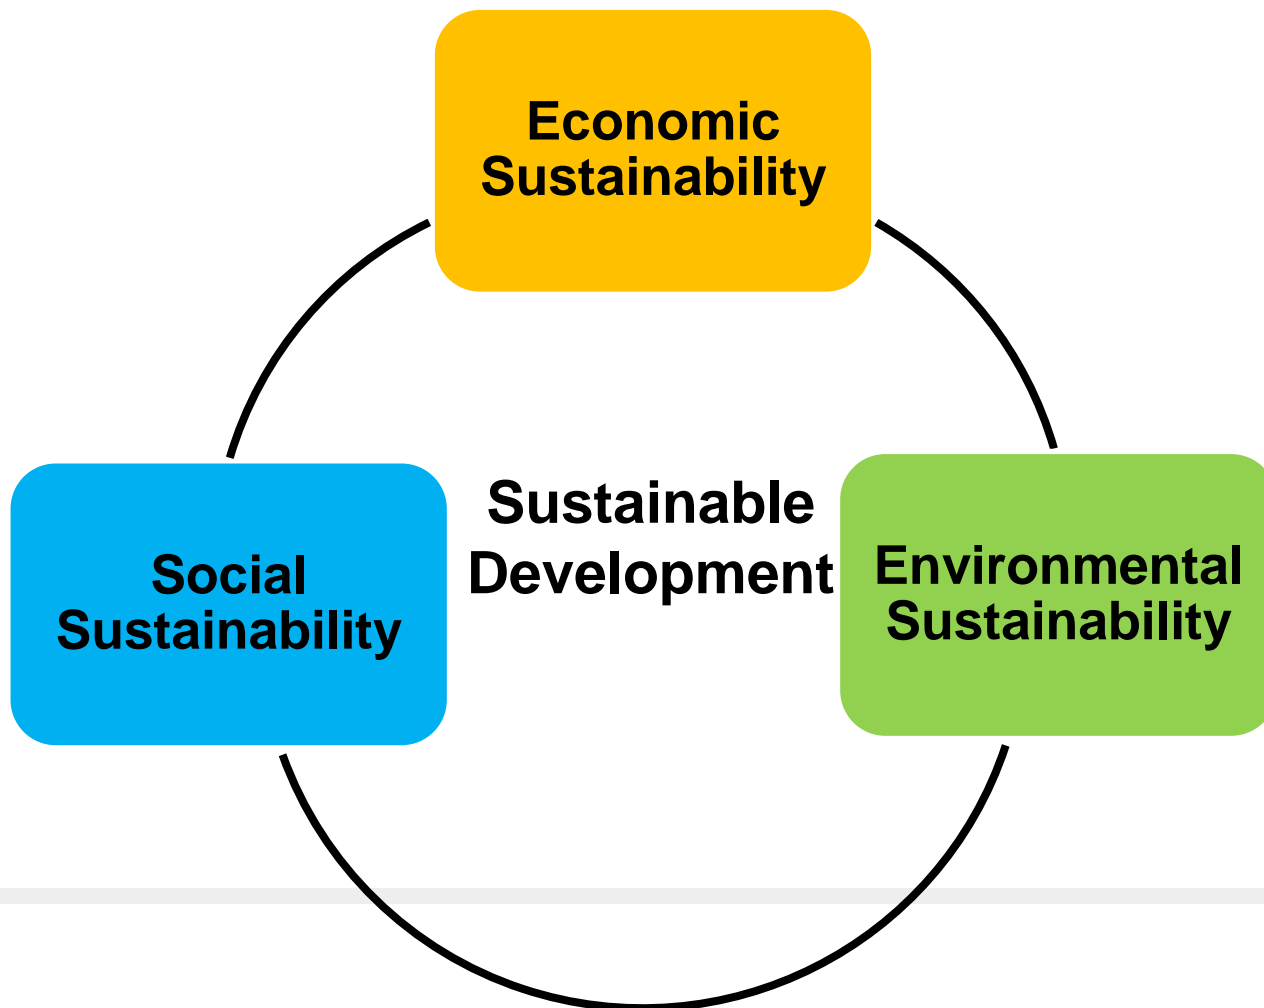 Economic
Sustainability
Sustainable
Development
Social
Sustainability
Environmental
Sustainability